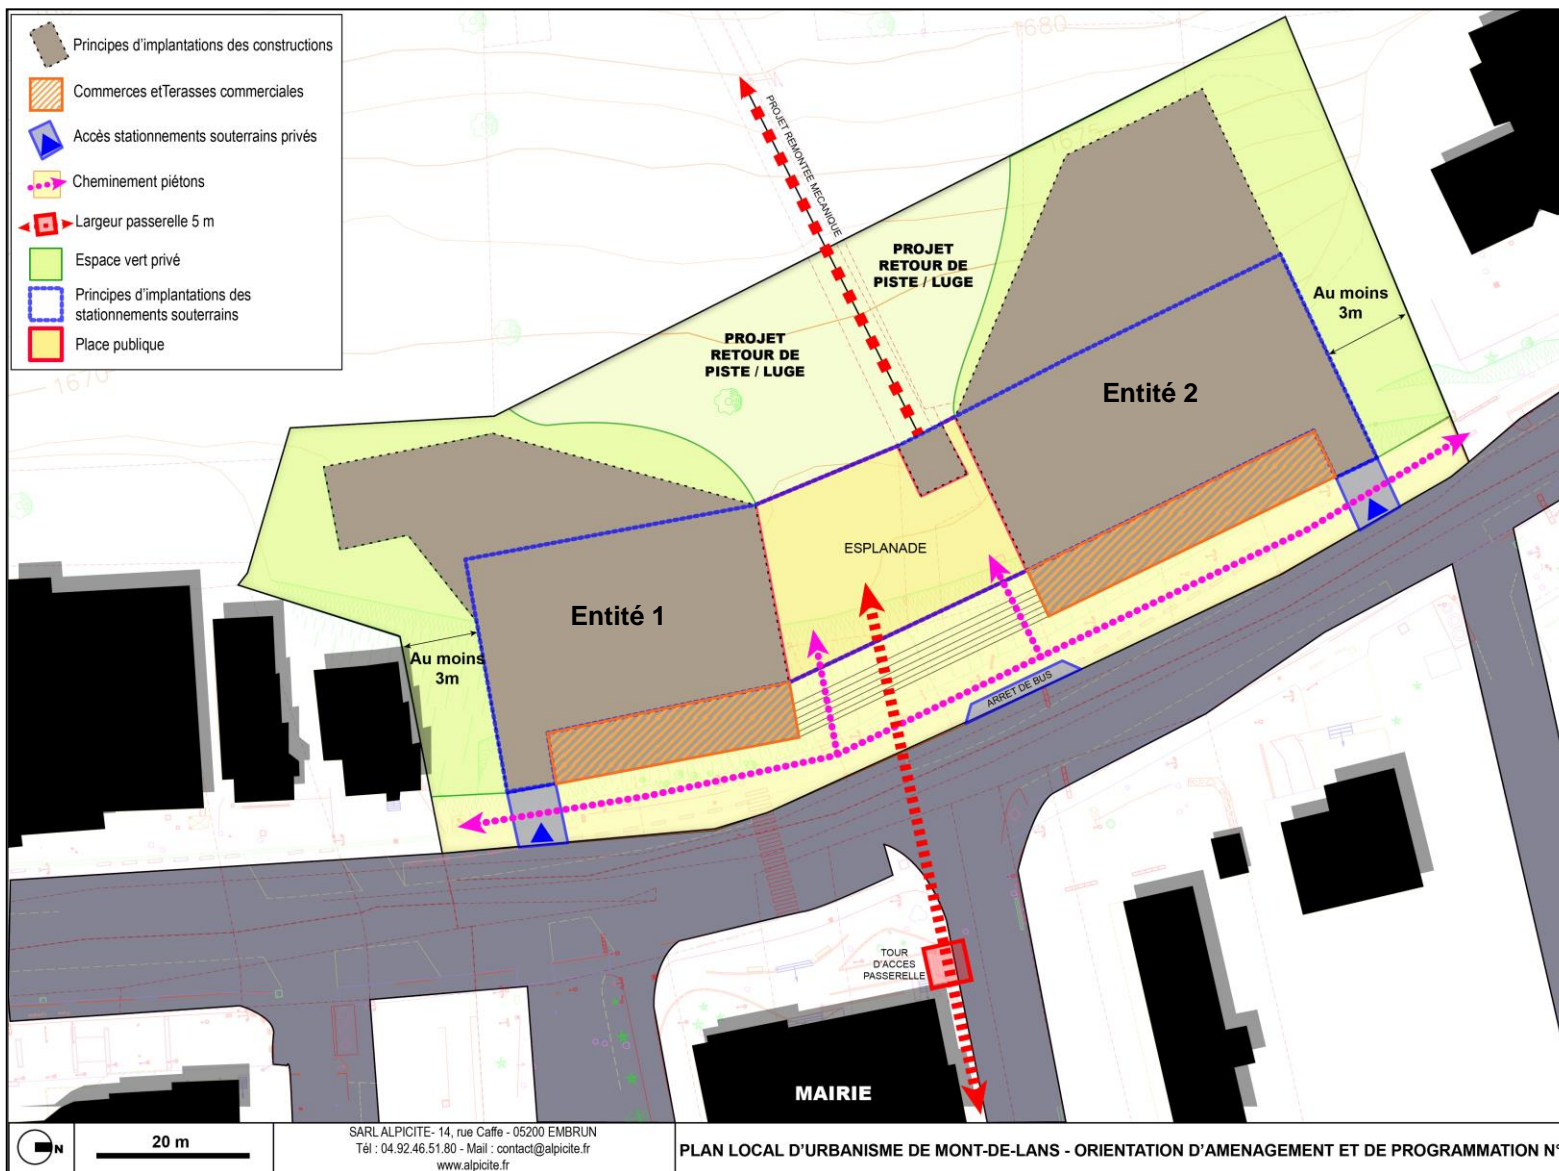 Principes d'implantations des constructions
Commerces etTerasses commerciales
Accès stationnements souterrains privés
Cheminement piétons
Largeur passerelle 5 m
Espace vert privé
Principes d'implantations des
stationnements souterrains
Place publique
1680
1675
1670
PROJET REMONTEE MECANIQUE
PROJET
RETOUR DE
PISTE / LUGE
PROJET
RETOUR DE
PISTE / LUGE
Au moins
3m
Entité 2
ESPLANADE
Entité 1
Au moins
3m
ARRET DE BUS
TOUR
D'ACCES
PASSERELLE
MAIRIE
N
20 m
SARL ALPICITE- 14, rue Caffe - 05200 EMBRUN
Tél : 04.92.46.51.80 - Mail : contact@alpicite.fr
www.alpicite.fr
PLAN LOCAL D'URBANISME DE MONT-DE-LANS - ORIENTATION D'AMENAGEMENT ET DE PROGRAMMATION N°